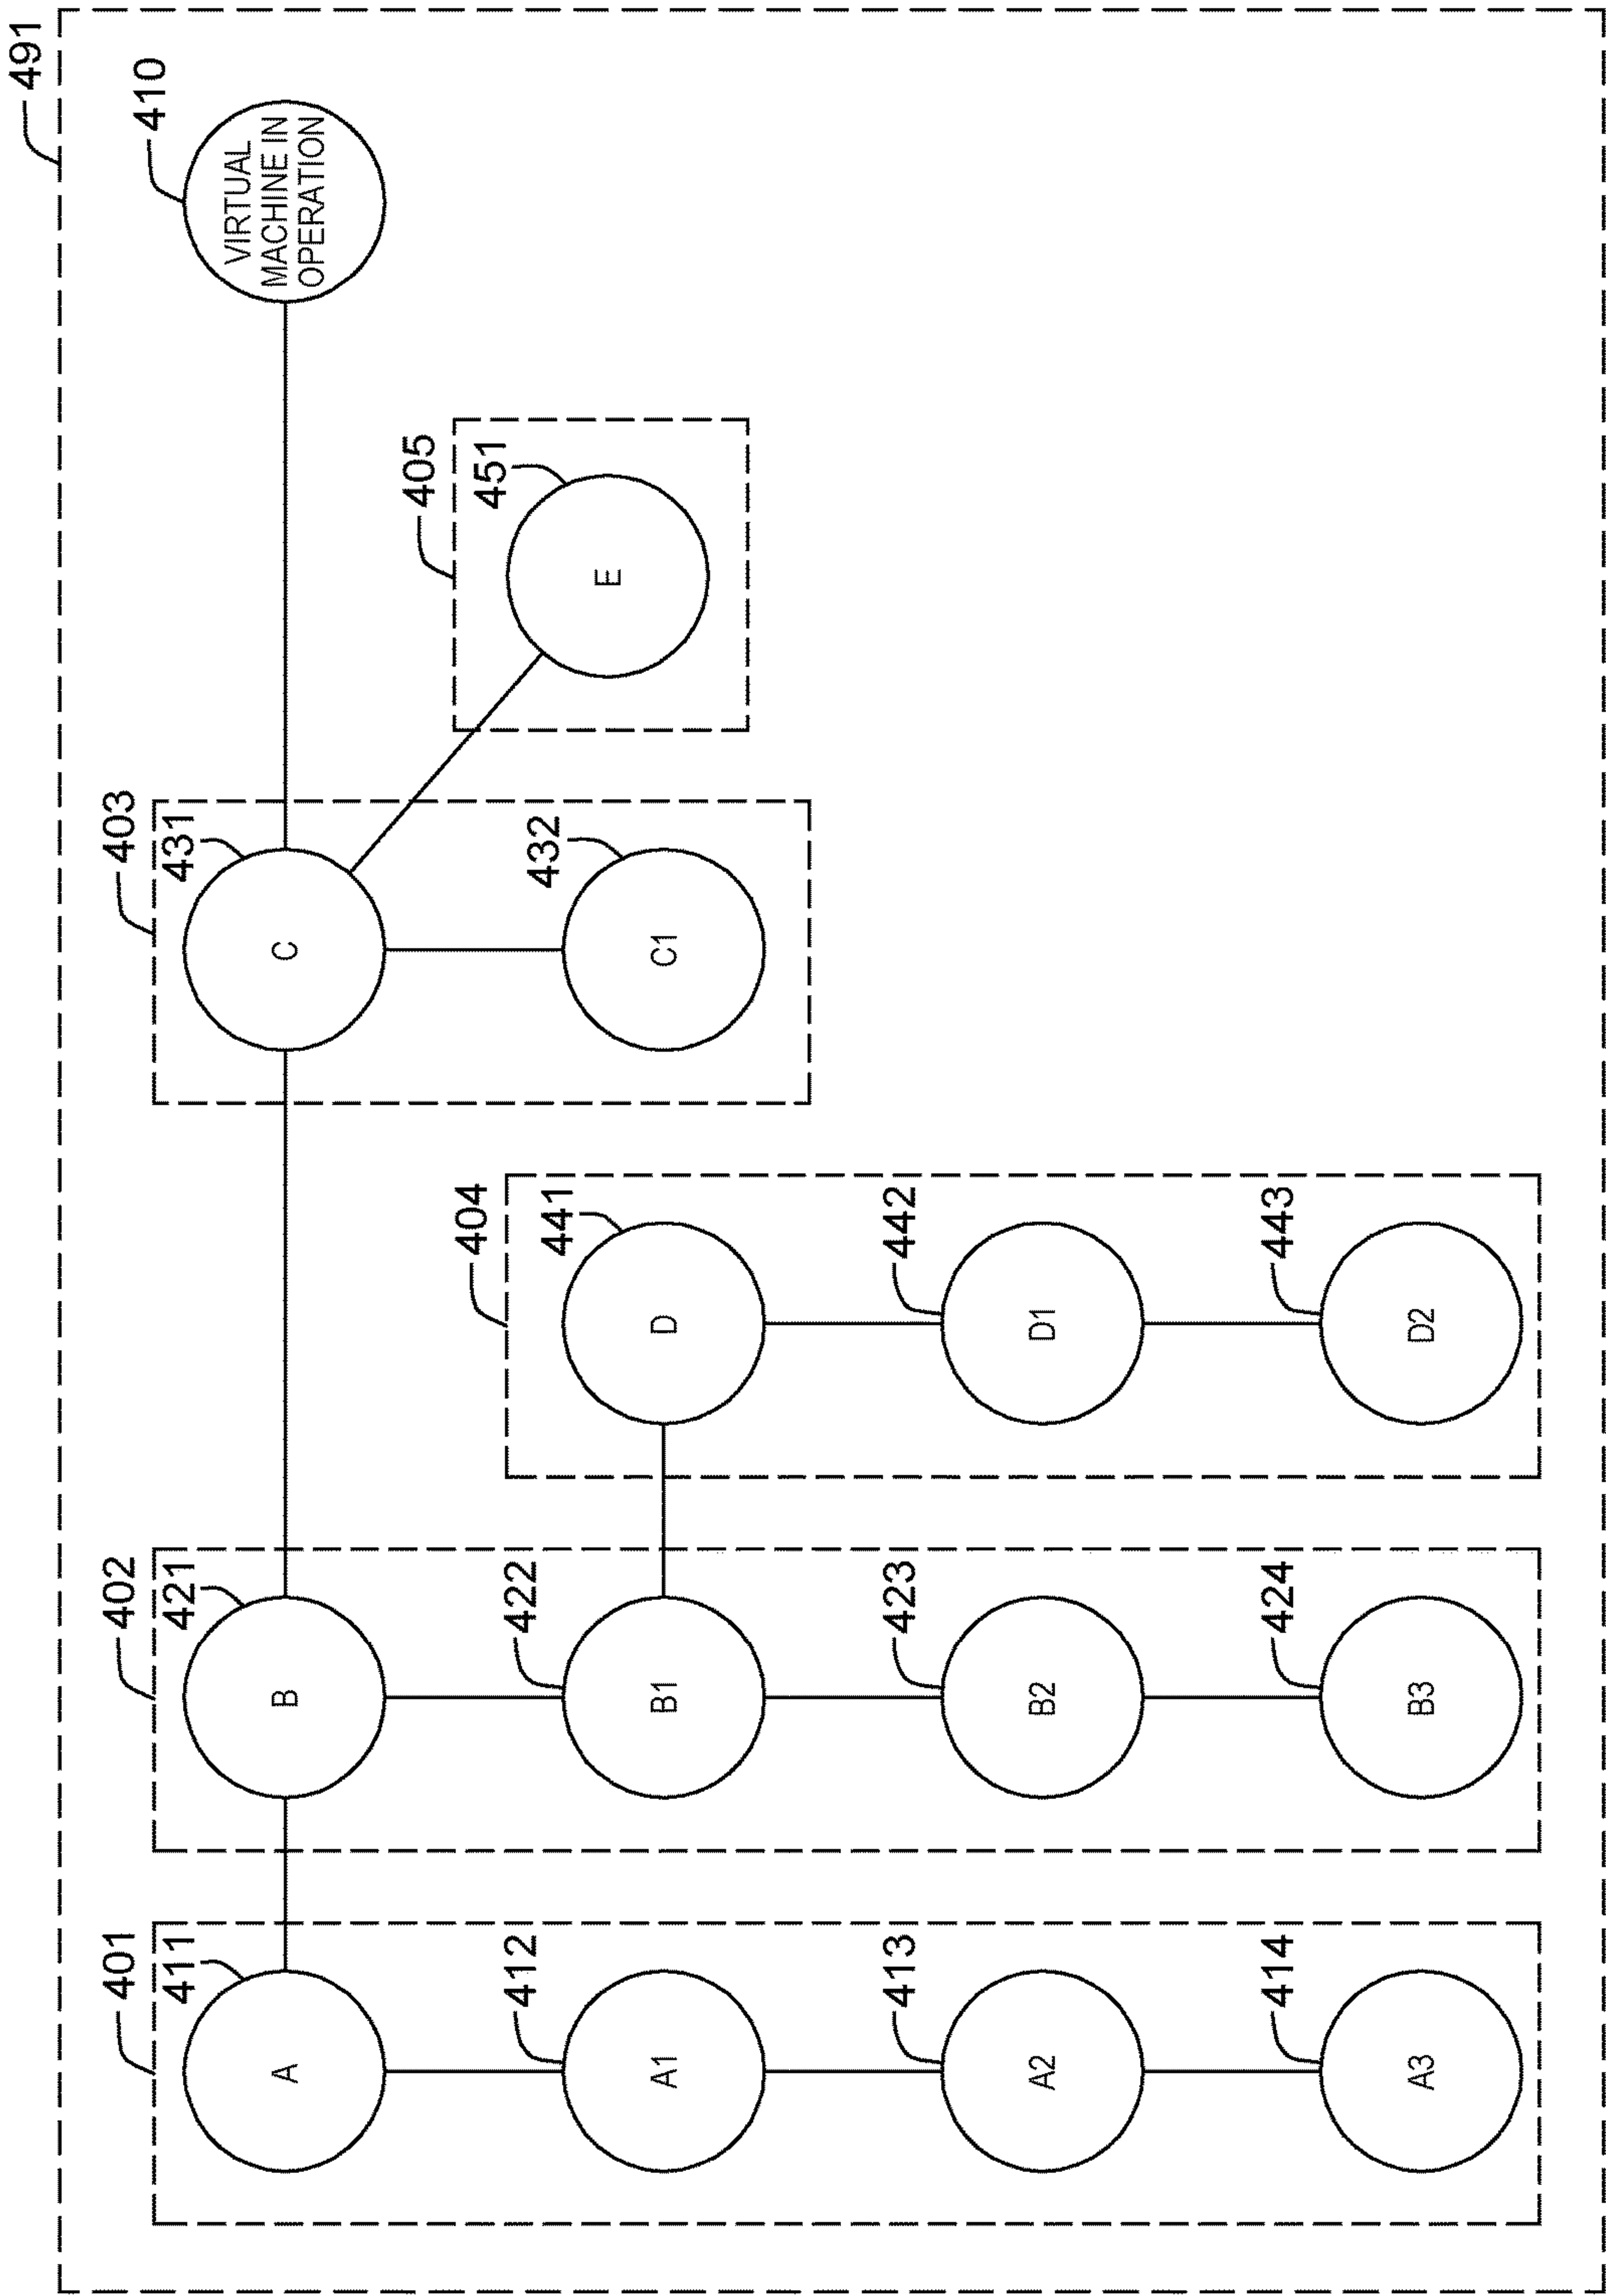 491
410
VIRTUAL
MACHINE IN
OPERATION
405
451
E
403
431
C
432
C1
404
441
D
442
D1
443
D2
402
421
B
422
B1
423
B2
424
B3
401
411
A
412
A1
413
A2
414
A3